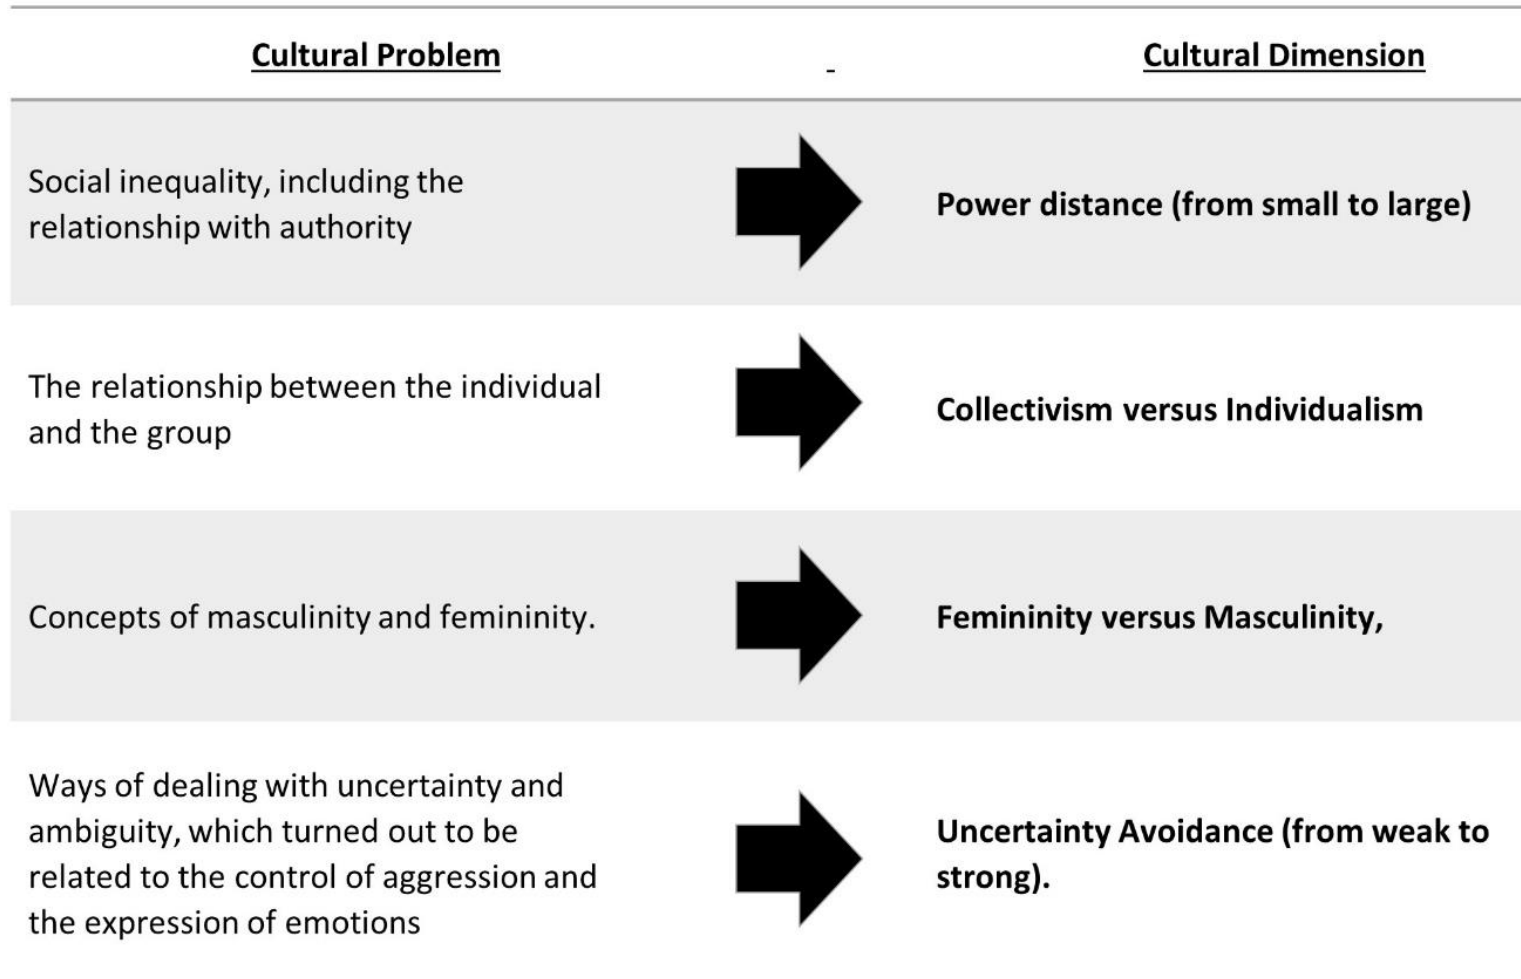 Cultural Problem - Cultural Dimension
Social inequality, including the
relationship with authority
Power distance (from small to large)
The relationship between the individual
and the group
Collectivism versus Individualism
Concepts of masculinity and femininity.
Femininity versus Masculinity,
Ways of dealing with uncertainty and
ambiguity, which turned out to be
related to the control of aggression and
the expression of emotions
Uncertainty Avoidance (from weak to
strong).